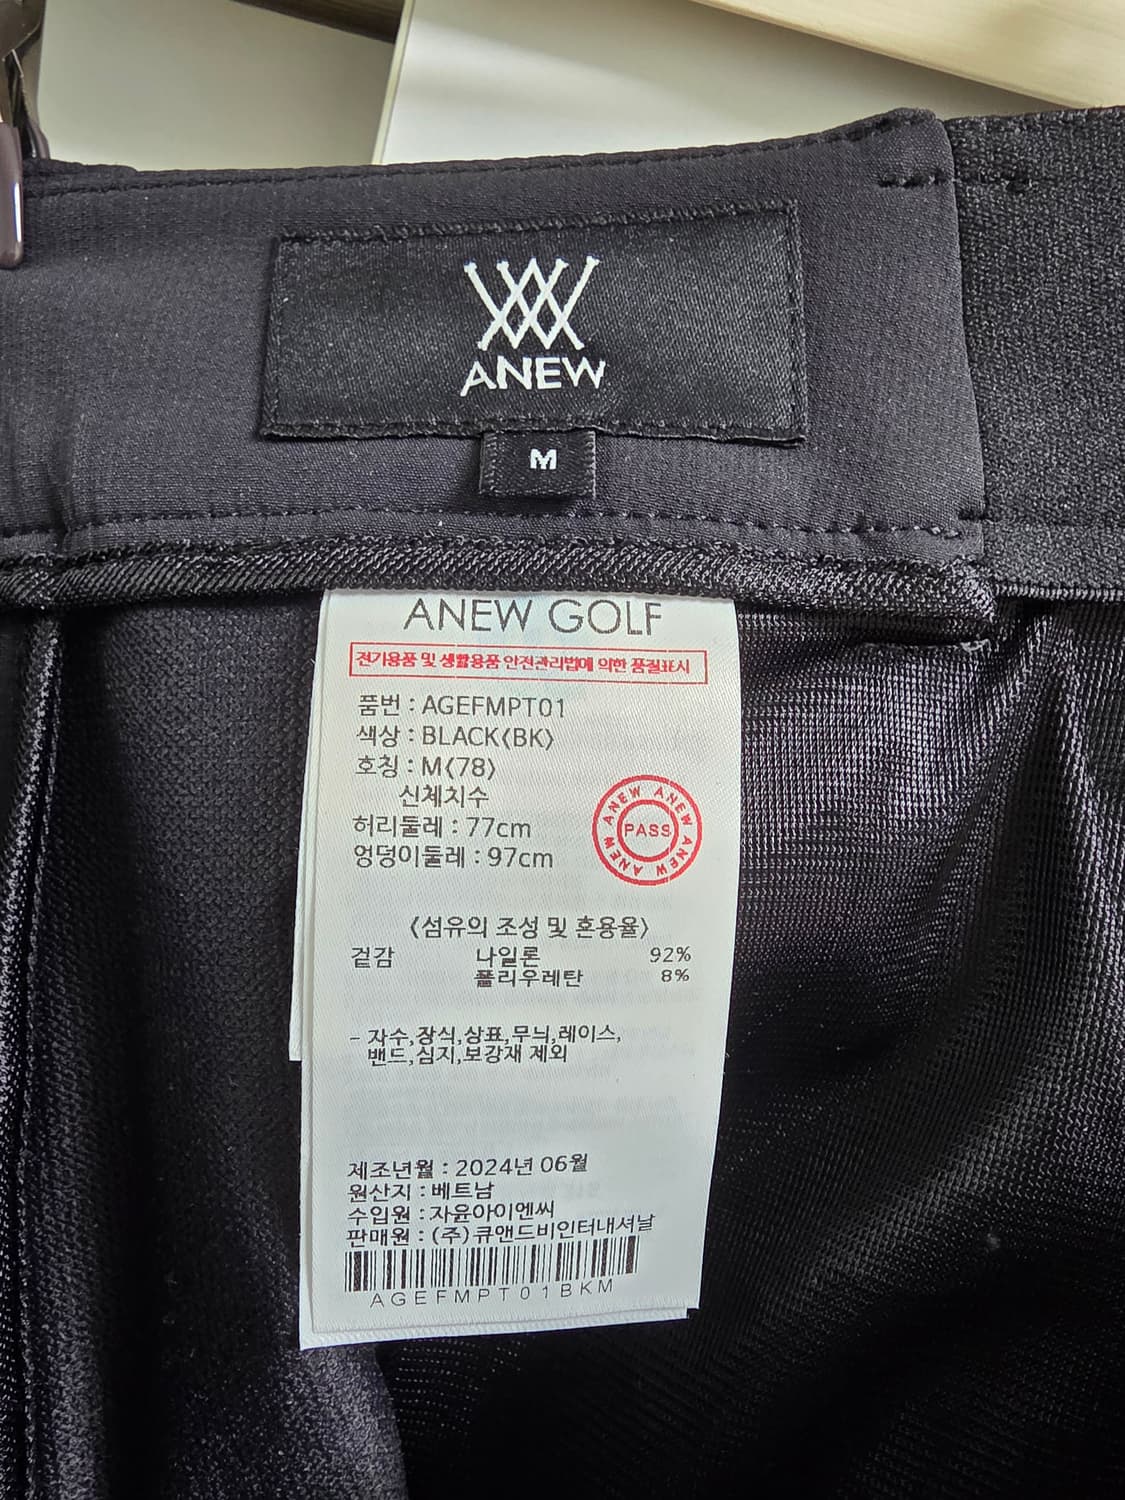 ANEW
M
ANEW GOLF
전기용품 및 생활용품 안전관리법에 의한 품질표시
품번 : AGEFMPT01
색상 : BLACK(BK)
호칭 : M(78)
신체치수
허리둘레 : 77cm
엉덩이둘레 : 97cm
ANEW ANEW ANEW ANEW ANEW
PASS
(섬유의 조성 및 혼용율)
겉감 나일론 92%
폴리우레탄 8%
- 자수,장식,상표,무늬,레이스,
밴드,심지,보강재 제외
제조년월 : 2024년 06월
원산지 : 베트남
수입원 : 자윤아이엔씨
판매원 : (주)큐앤드비인터내셔날
AGEFMPT01BKM